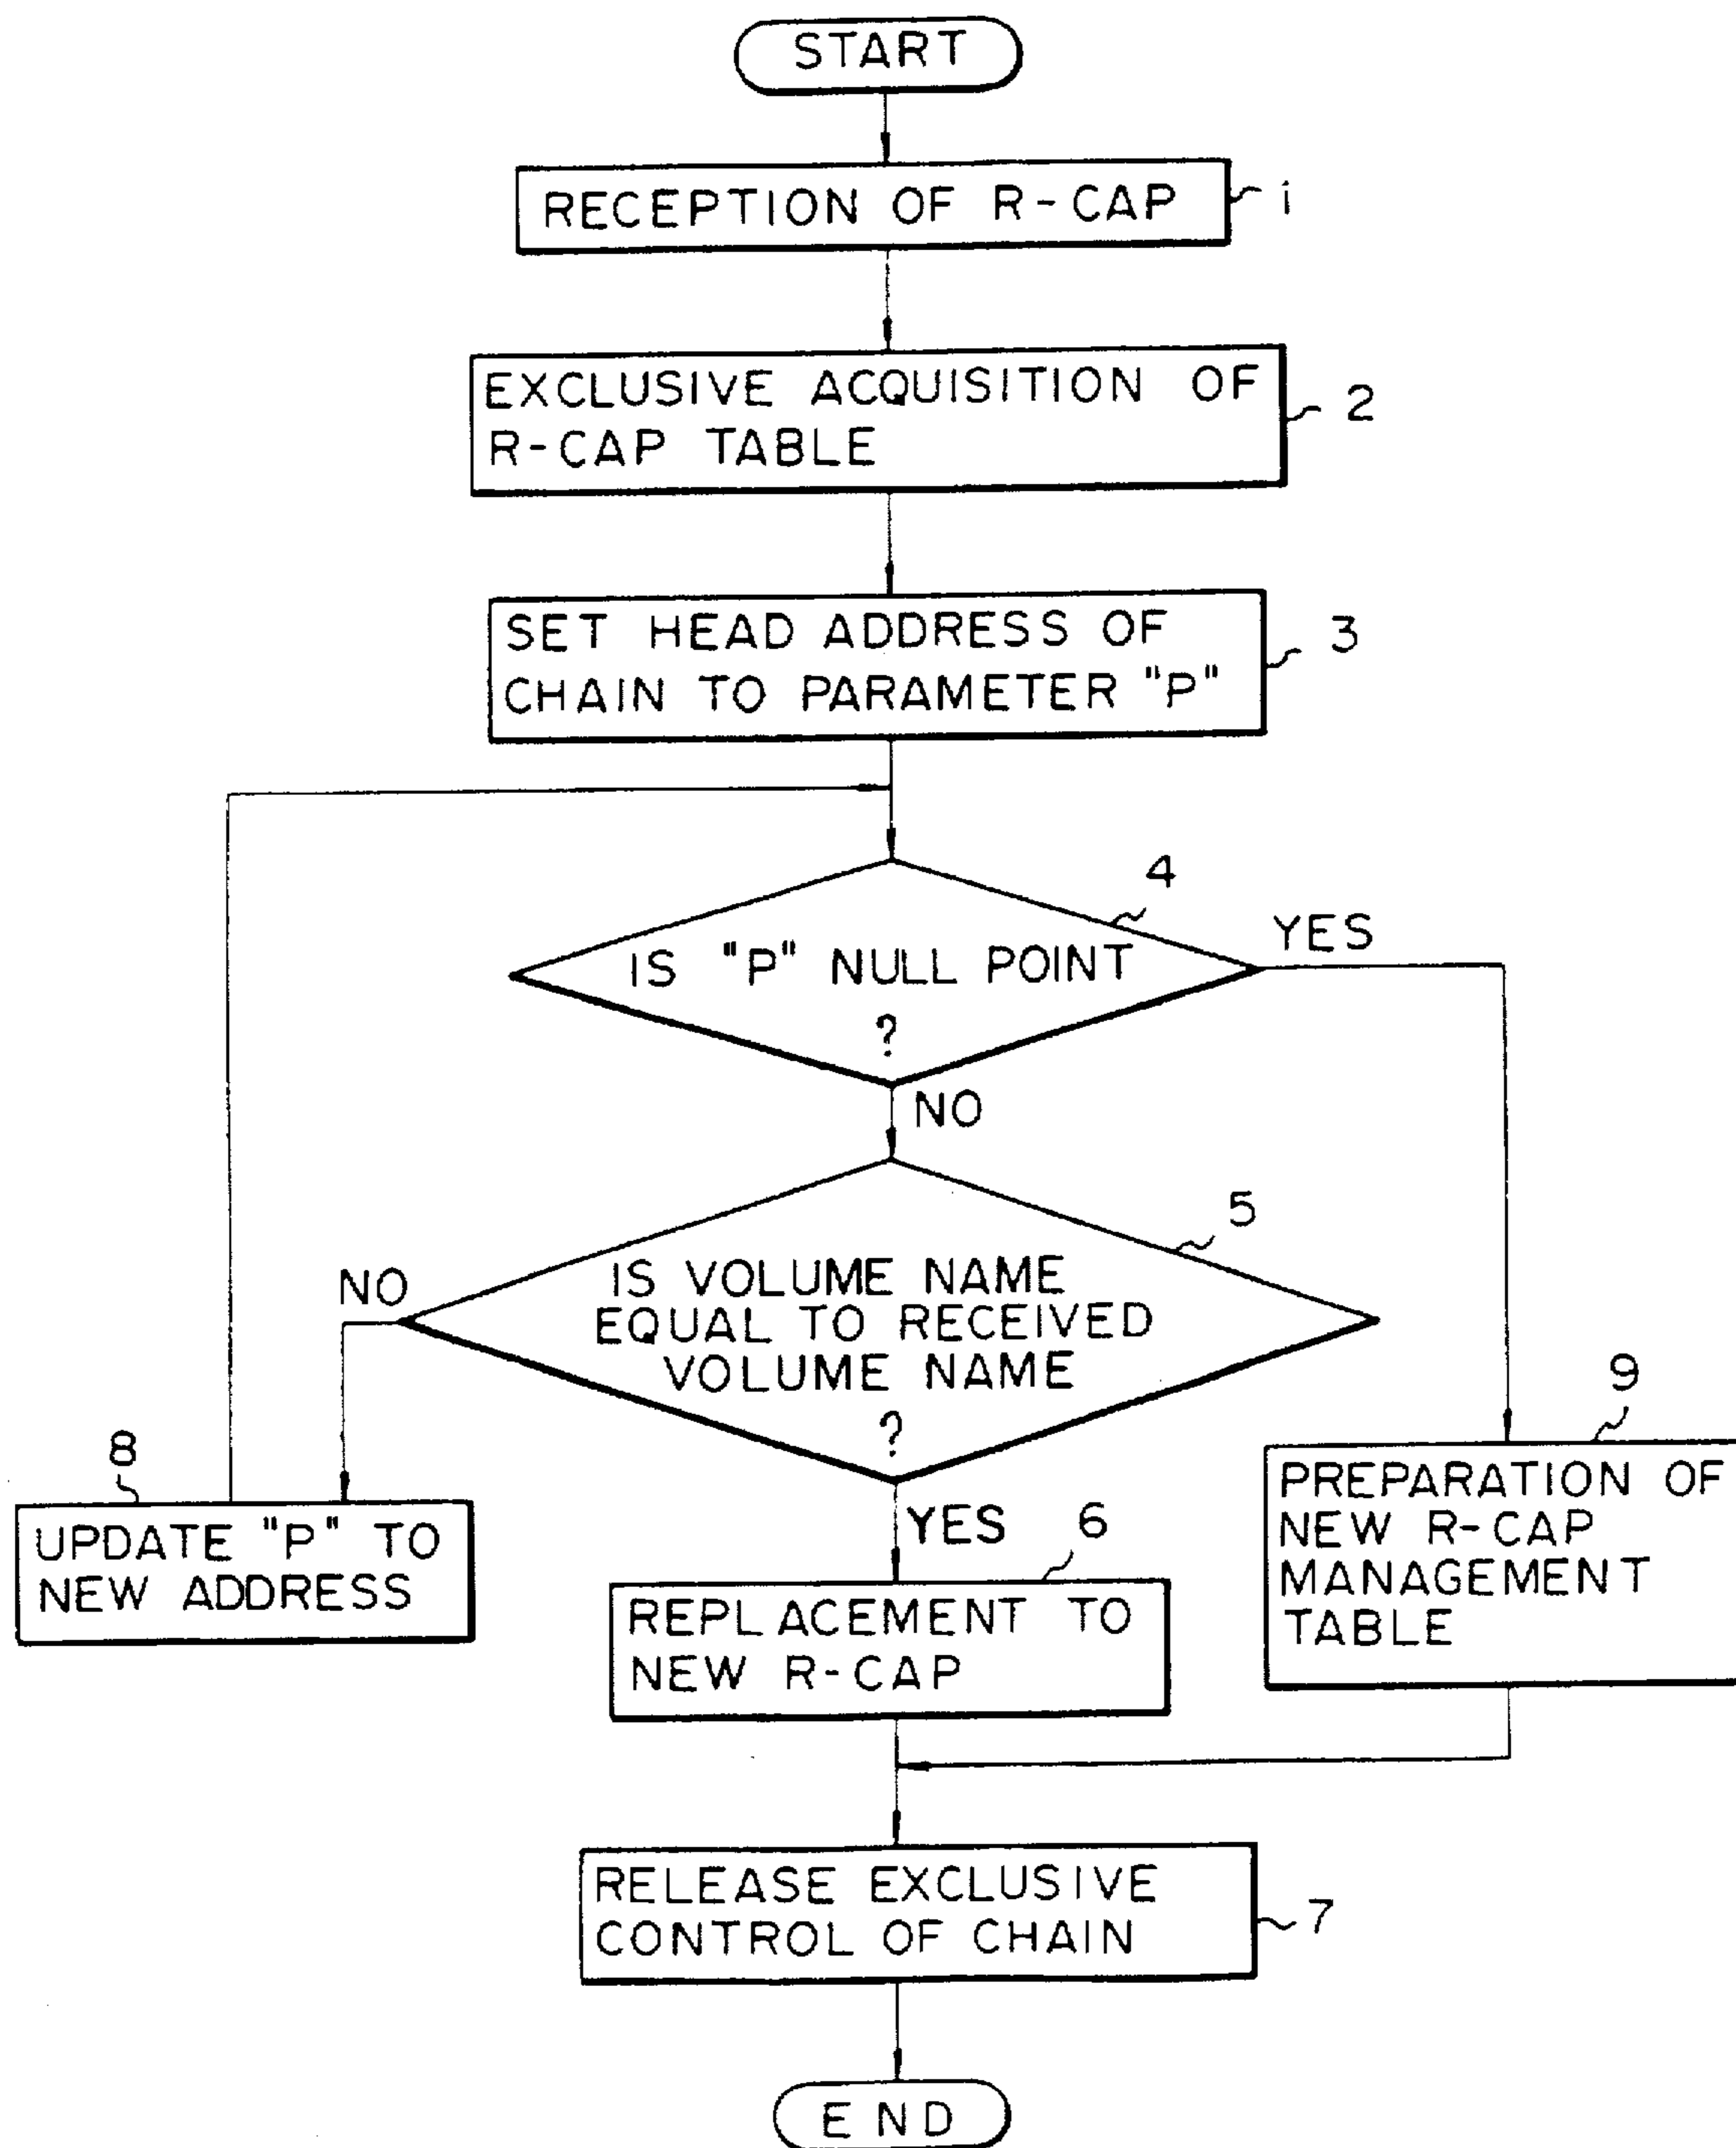 START
RECEPTION OF R-CAP
1
EXCLUSIVE ACQUISITION OF
R-CAP TABLE
2
SET HEAD ADDRESS OF
CHAIN TO PARAMETER "P"
3
4
IS "P" NULL POINT
?
YES
NO
5
IS VOLUME NAME
EQUAL TO RECEIVED
VOLUME NAME
?
NO
YES
8
UPDATE "P" TO
NEW ADDRESS
6
REPLACEMENT TO
NEW R-CAP
9
PREPARATION OF
NEW R-CAP
MANAGEMENT
TABLE
RELEASE EXCLUSIVE
CONTROL OF CHAIN
7
END